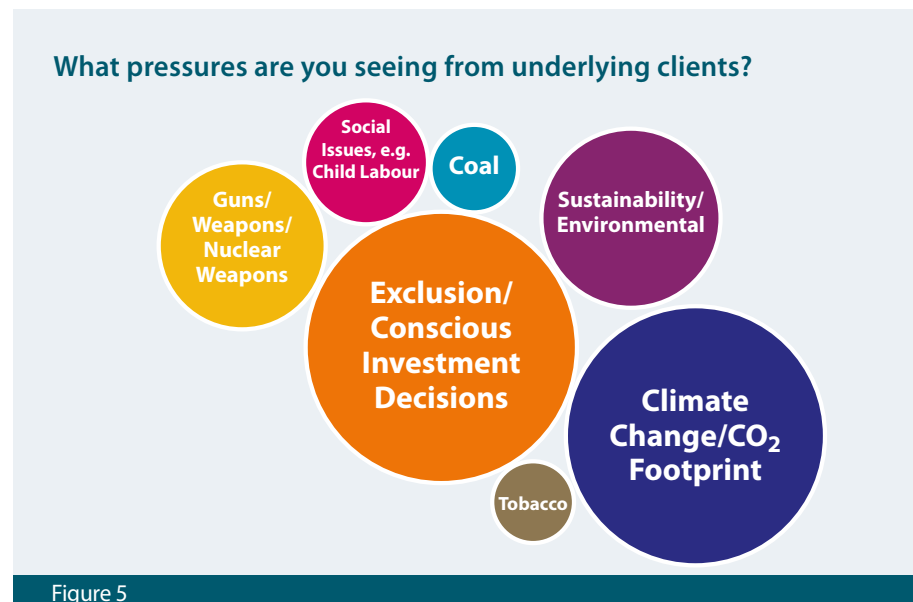 What pressures are you seeing from underlying clients?
Social
Issues, e.g.
Child Labour
Coal
Guns/
Weapons/
Nuclear
Weapons
Sustainability/
Environmental
Exclusion/
Conscious
Investment
Decisions
Climate
Change/CO₂
Footprint
Tobacco
Figure 5